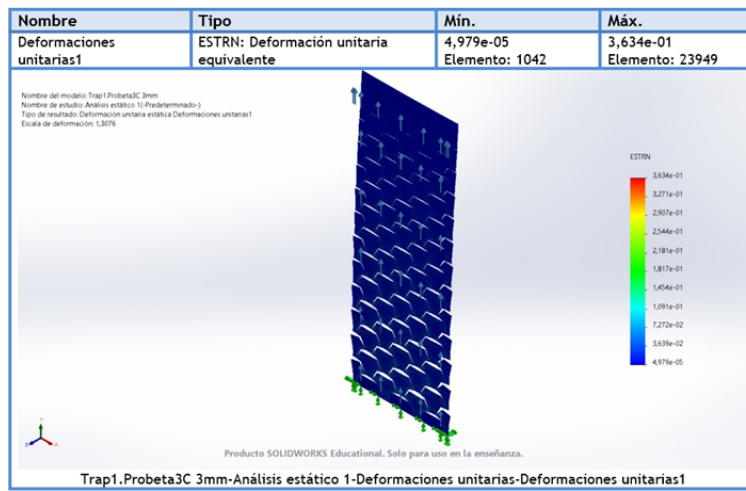 Nombre Tipo Mín. Máx.
Deformaciones unitarias1 ESTRN: Deformación unitaria equivalente 4,979e-05 Elemento: 1042 3,634e-01 Elemento: 23949
Nombre del modelo: Trap1.Probeta3C 3mm
Nombre de estudio: Análisis estático 1(-Predeterminado-)
Tipo de resultado: Deformación unitaria estática Deformaciones unitarias1
Escala de deformación: 1,3076
ESTRN
3,634e-01
3,271e-01
2,907e-01
2,544e-01
2,181e-01
1,817e-01
1,454e-01
1,091e-01
7,272e-02
3,639e-02
4,979e-05
Y
X
Z
Producto SOLIDWORKS Educational. Solo para uso en la enseñanza.
Trap1.Probeta3C 3mm-Análisis estático 1-Deformaciones unitarias-Deformaciones unitarias1